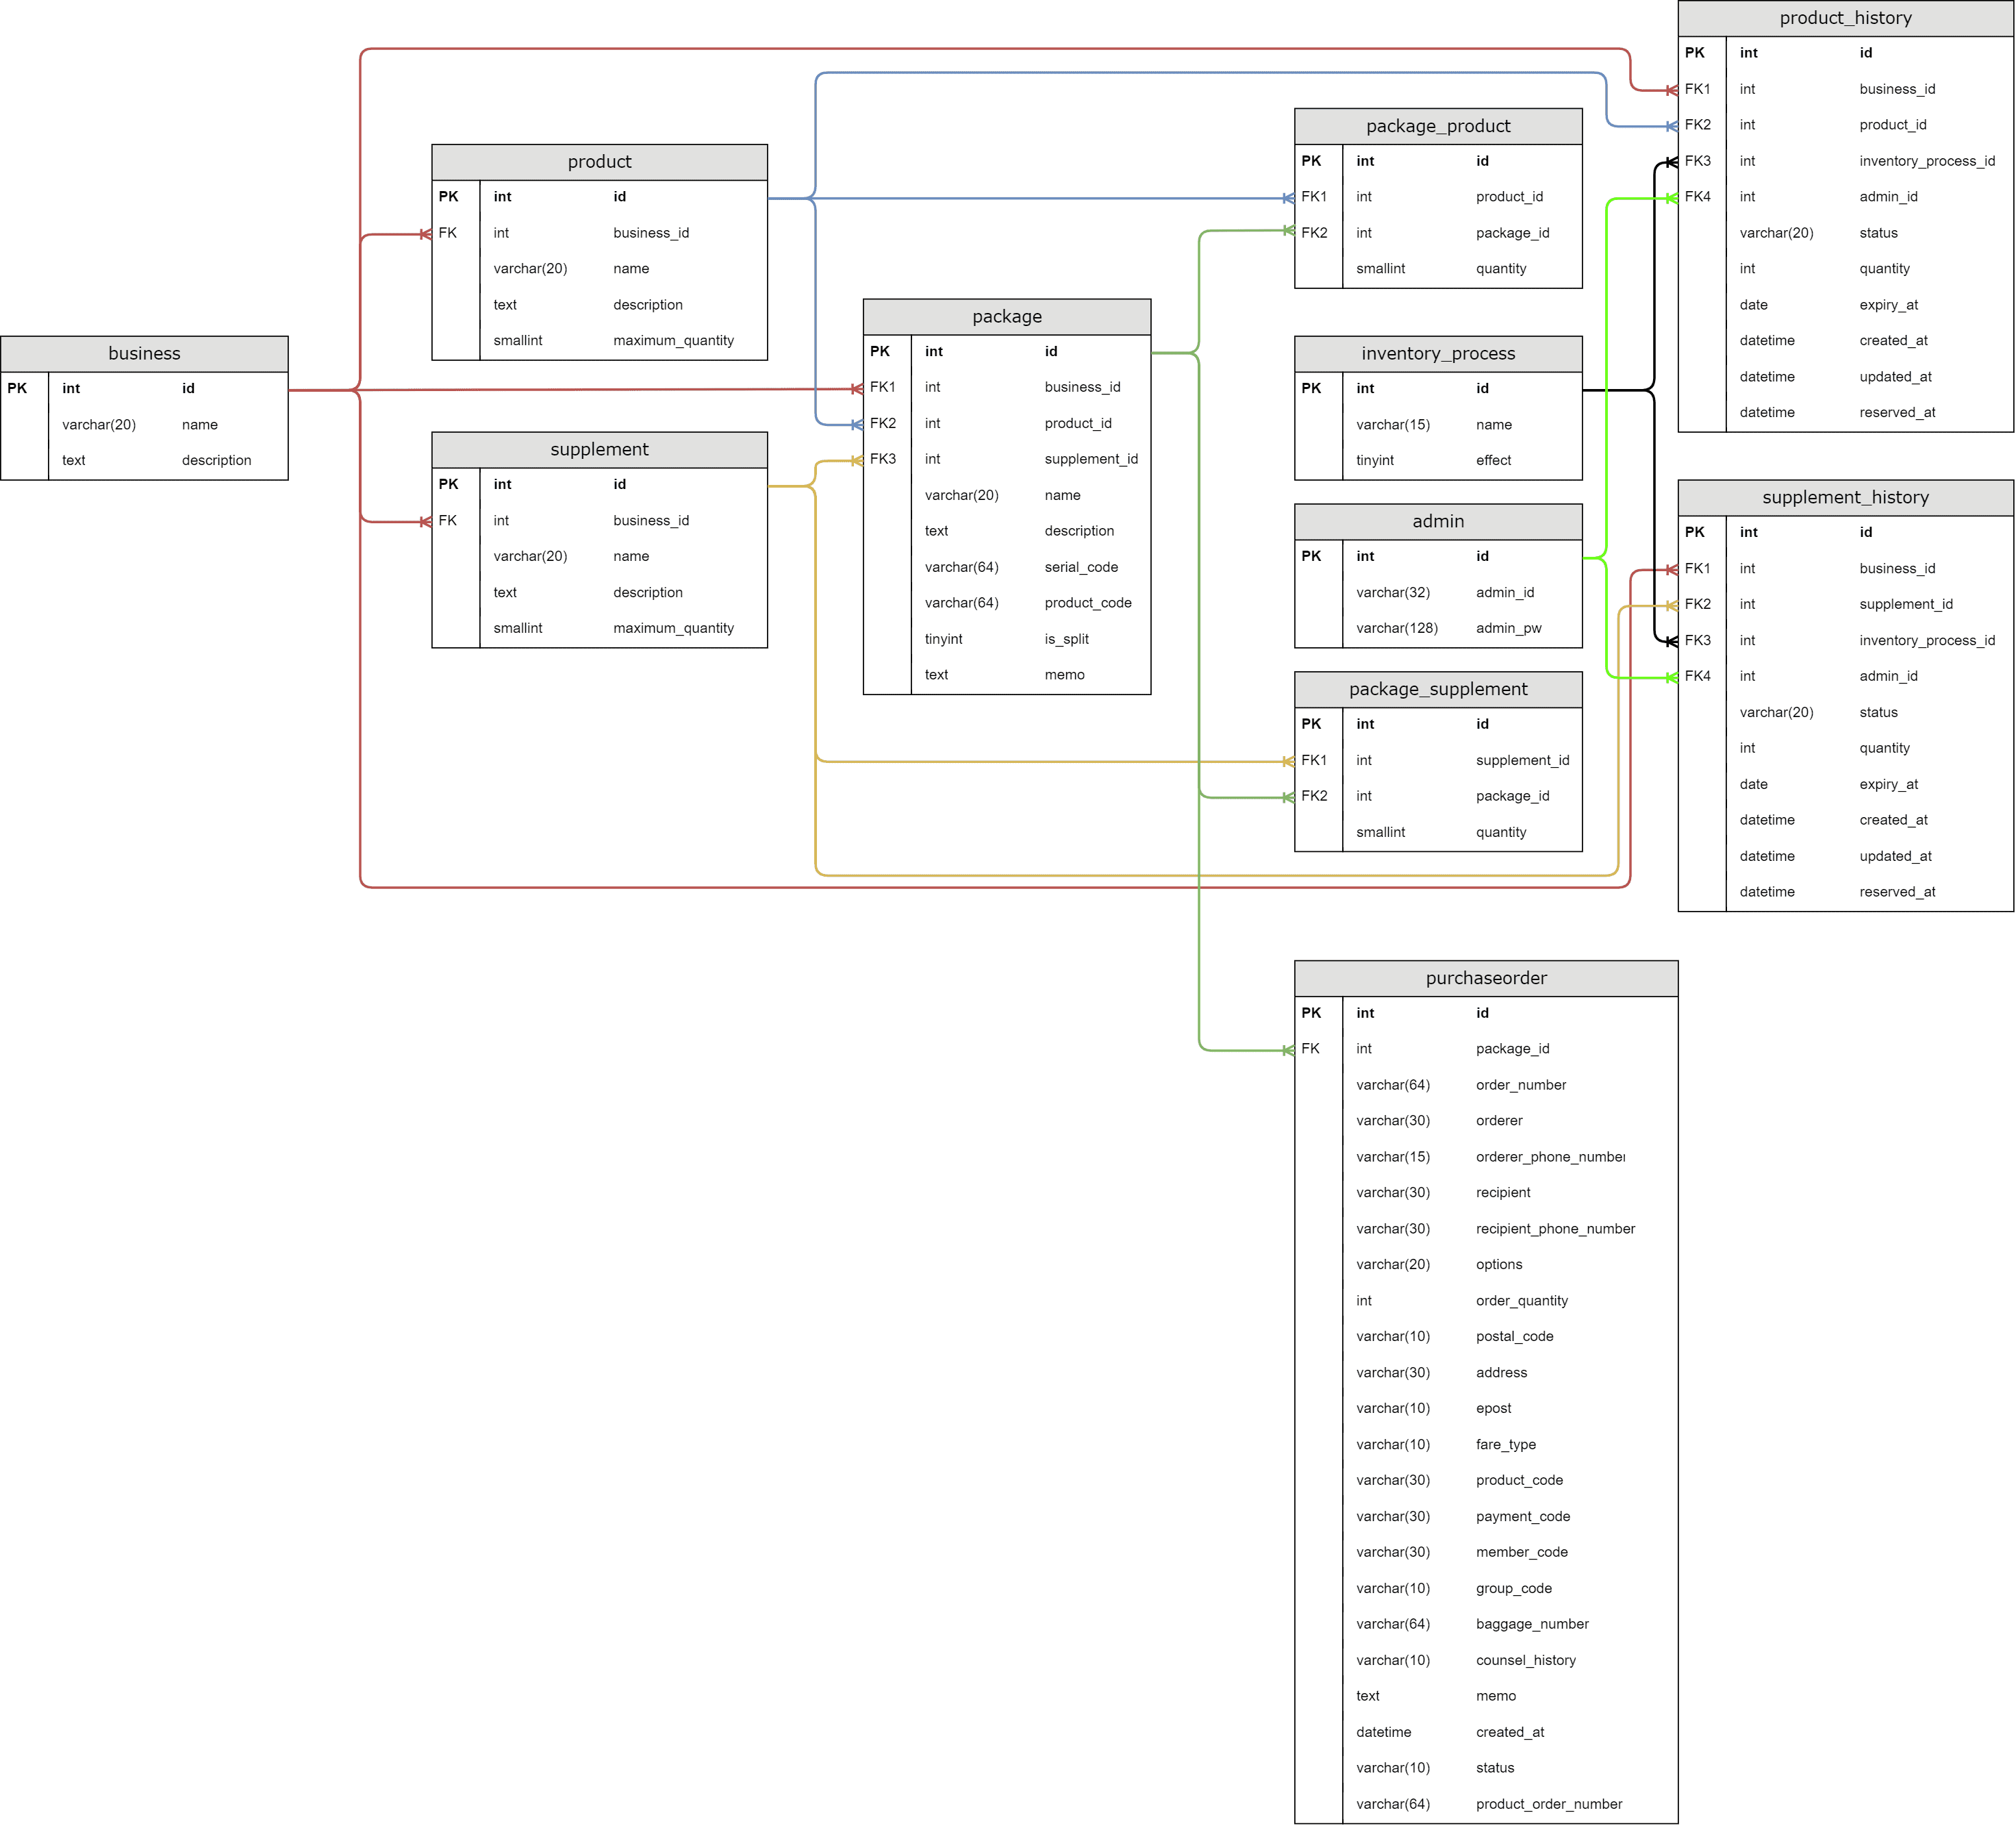 product_history
PK int id
FK1 int business_id
FK2 int product_id
FK3 int inventory_process_id
FK4 int admin_id
varchar(20) status
int quantity
date expiry_at
datetime created_at
datetime updated_at
datetime reserved_at
package_product
PK int id
FK1 int product_id
FK2 int package_id
smallint quantity
product
PK int id
FK int business_id
varchar(20) name
text description
smallint maximum_quantity
package
PK int id
FK1 int business_id
FK2 int product_id
FK3 int supplement_id
varchar(20) name
text description
varchar(64) serial_code
varchar(64) product_code
tinyint is_split
text memo
business
PK int id
varchar(20) name
text description
inventory_process
PK int id
varchar(15) name
tinyint effect
supplement
PK int id
FK int business_id
varchar(20) name
text description
smallint maximum_quantity
supplement_history
PK int id
FK1 int business_id
FK2 int supplement_id
FK3 int inventory_process_id
FK4 int admin_id
varchar(20) status
int quantity
date expiry_at
datetime created_at
datetime updated_at
datetime reserved_at
admin
PK int id
varchar(32) admin_id
varchar(128) admin_pw
package_supplement
PK int id
FK1 int supplement_id
FK2 int package_id
smallint quantity
purchaseorder
PK int id
FK int package_id
varchar(64) order_number
varchar(30) orderer
varchar(15) orderer_phone_number
varchar(30) recipient
varchar(30) recipient_phone_number
varchar(20) options
int order_quantity
varchar(10) postal_code
varchar(30) address
varchar(10) epost
varchar(10) fare_type
varchar(30) product_code
varchar(30) payment_code
varchar(30) member_code
varchar(10) group_code
varchar(64) baggage_number
varchar(10) counsel_history
text memo
datetime created_at
varchar(10) status
varchar(64) product_order_number